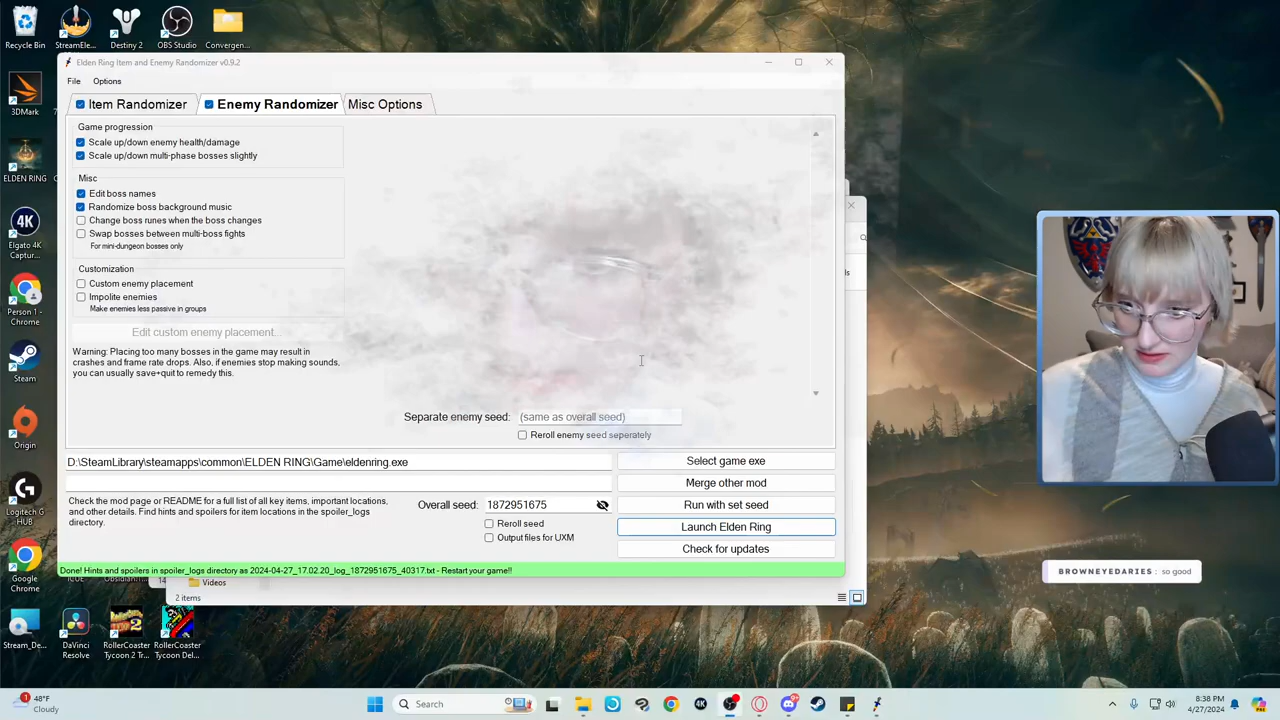 Recycle Bin
StreamEle...
Destiny 2
OBS Studio
Convergen...
3DMark
ELDEN RING
Elgato 4K
Captur...
Person 1 -
Chrome
Steam
Origin
Logitech G
HUB
Google
Chrome
Obsidian
Stream_De...
DaVinci
Resolve
RollerCoaster
Tycoon 2 Tr...
RollerCoaster
Tycoon Del...
Elden Ring Item and Enemy Randomizer v0.9.2
File Options
Item Randomizer Enemy Randomizer Misc Options
Game progression
Scale up/down enemy health/damage
Scale up/down multi-phase bosses slightly
Misc
Edit boss names
Randomize boss background music
Change boss runes when the boss changes
Swap bosses between multi-boss fights
For mini-dungeon bosses only
Customization
Custom enemy placement
Impolite enemies
Make enemies less passive in groups
Edit custom enemy placement...
Warning: Placing too many bosses in the game may result in
crashes and frame rate drops. Also, if enemies stop making sounds,
you can usually save+quit to remedy this.
Separate enemy seed: (same as overall seed)
Reroll enemy seed seperately
D:\SteamLibrary\steamapps\common\ELDEN RING\Game\eldenring.exe
Select game exe
Merge other mod
Check the mod page or README for a full list of all key items, important locations,
and other details. Find hints and spoilers for item locations in the spoiler_logs
directory.
Overall seed: 1872951675
Run with set seed
Reroll seed
Launch Elden Ring
Output files for UXM
Check for updates
Done! Hints and spoilers in spoiler_logs directory as 2024-04-27_17.02.20_log_1872951675_40317.txt - Restart your game!!
Videos
2 items
BROWNEYEDARIES : so good
1
48°F
Cloudy
Search
4K
8:38 PM
4/27/2024